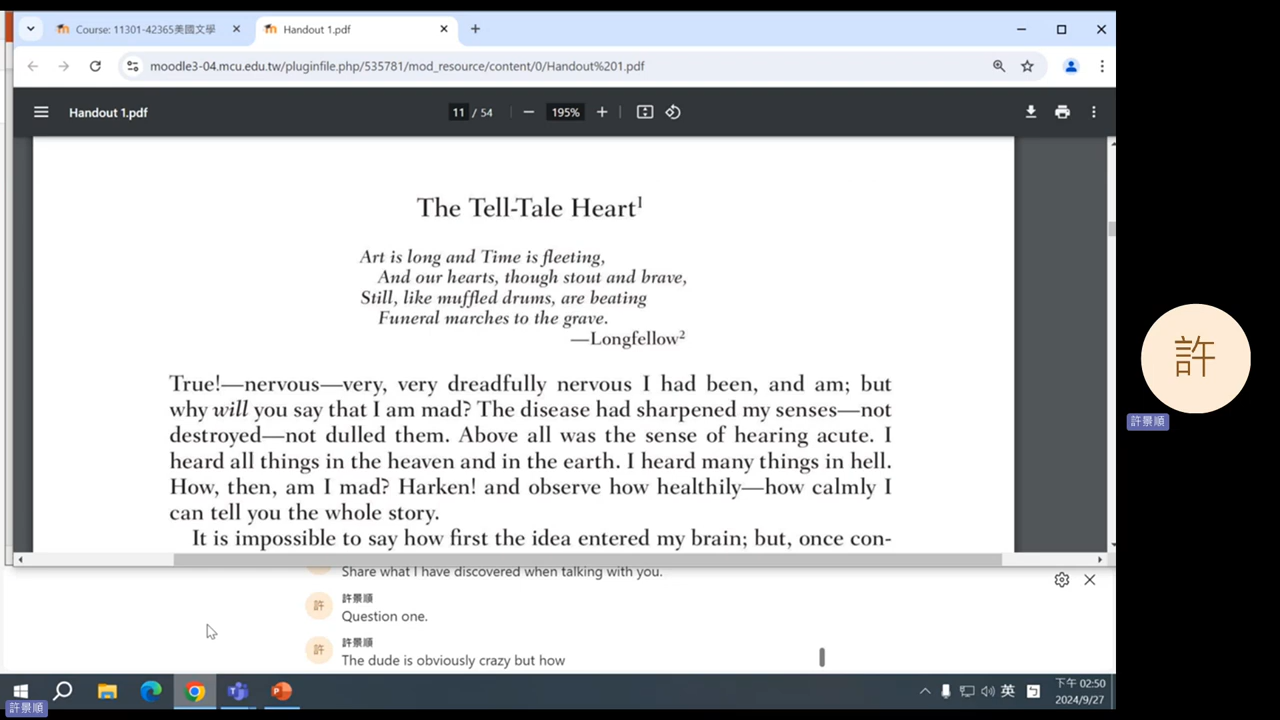 Course: 11301-42365美國文學
Handout 1.pdf
moodle3-04.mcu.edu.tw/pluginfile.php/535781/mod_resource/content/0/Handout%201.pdf
Handout 1.pdf
11 / 54
195%
The Tell-Tale Heart1
Art is long and Time is fleeting,
And our hearts, though stout and brave,
Still, like muffled drums, are beating
Funeral marches to the grave.
—Longfellow2
True!—nervous—very, very dreadfully nervous I had been, and am; but
why will you say that I am mad? The disease had sharpened my senses—not
destroyed—not dulled them. Above all was the sense of hearing acute. I
heard all things in the heaven and in the earth. I heard many things in hell.
How, then, am I mad? Harken! and observe how healthily—how calmly I
can tell you the whole story.
It is impossible to say how first the idea entered my brain; but, once con-
Share what I have discovered when talking with you.
許
許景順
Question one.
許
許景順
The dude is obviously crazy but how
許
許景順
許景順
英
ㄅ
下午 02:50
2024/9/27